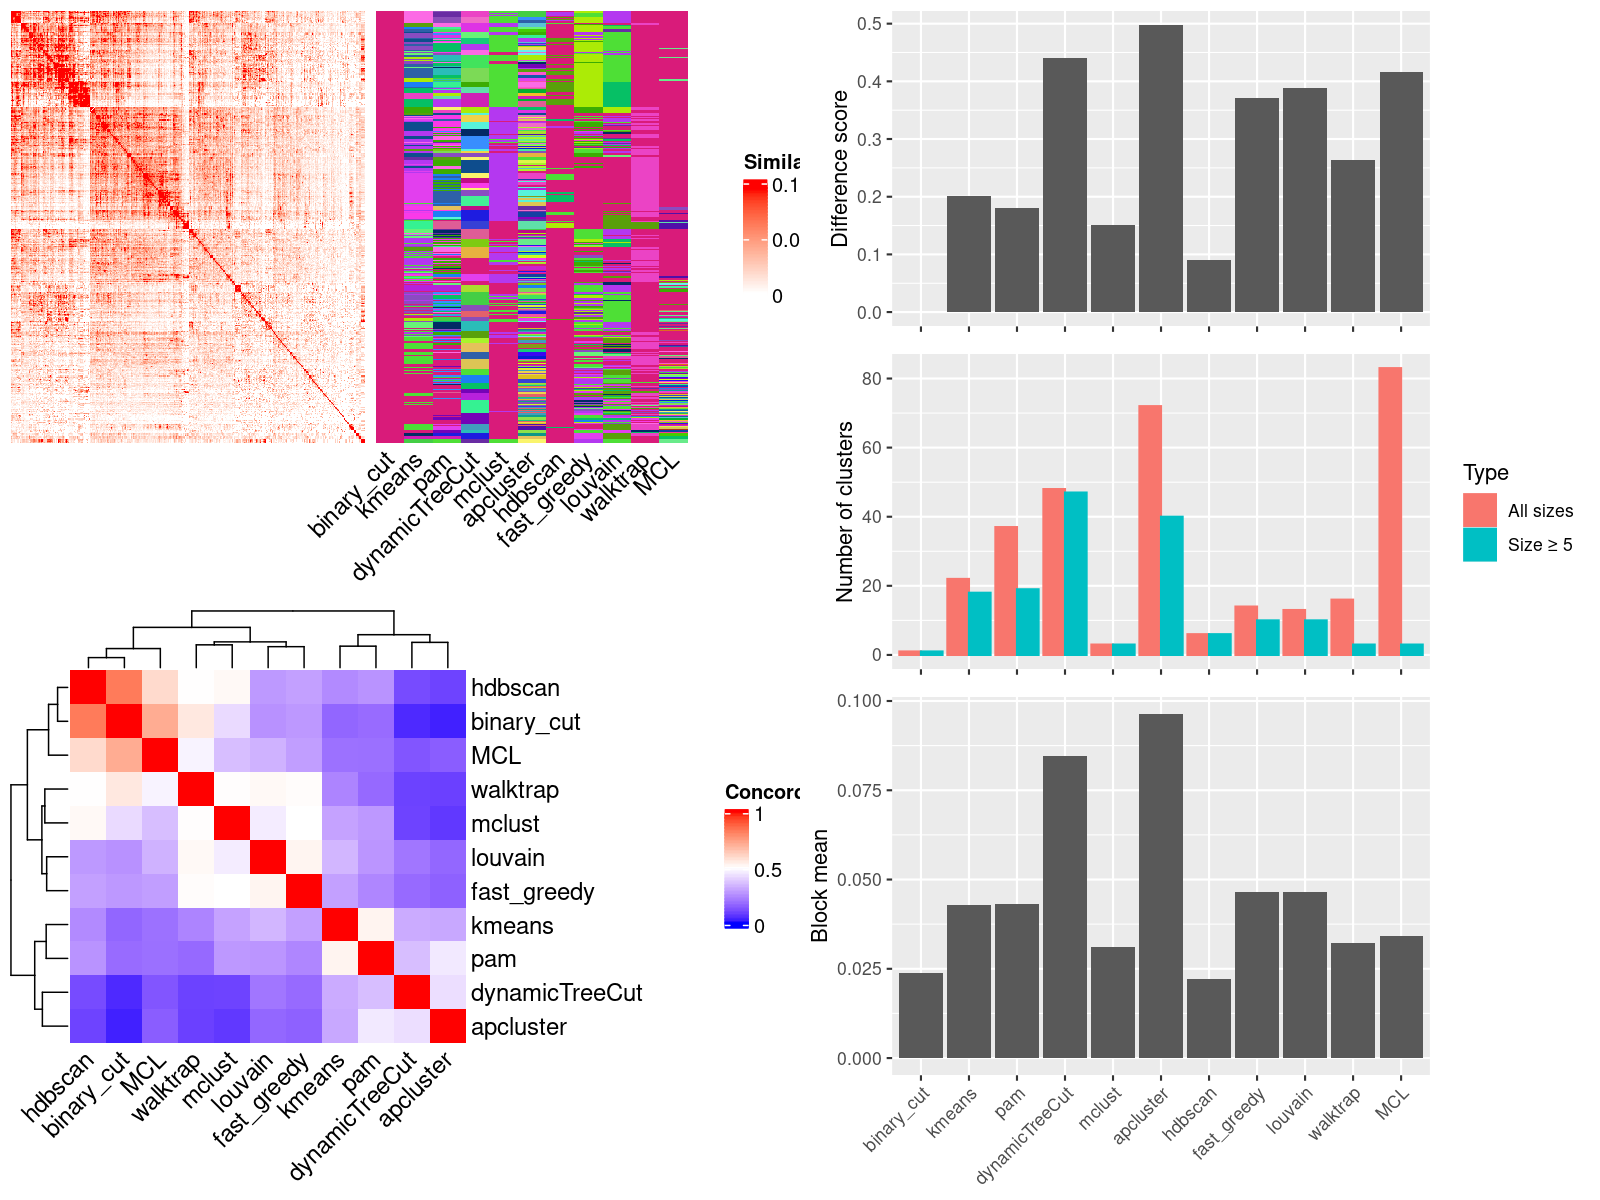 Simila
0.1
0.0
0
binary_cut
kmeans
pam
dynamicTreeCut
mclust
apcluster
hdbscan
fast_greedy
louvain
walktrap
MCL
hdbscan
binary_cut
MCL
walktrap
mclust
louvain
fast_greedy
kmeans
pam
dynamicTreeCut
apcluster
hdbscan
binary_cut
MCL
walktrap
mclust
louvain
fast_greedy
kmeans
pam
dynamicTreeCut
apcluster
Concord
1
0.5
0
Difference score
0.5
0.4
0.3
0.2
0.1
0.0
Number of clusters
80
60
40
20
0
Type
All sizes
Size ≥ 5
Block mean
0.100
0.075
0.050
0.025
0.000
binary_cut
kmeans
pam
dynamicTreeCut
mclust
apcluster
hdbscan
fast_greedy
louvain
walktrap
MCL